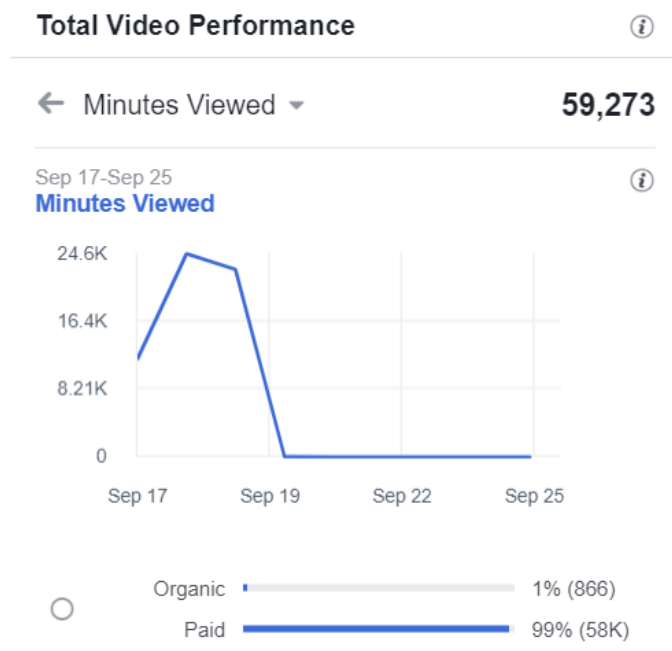 Total Video Performance
Minutes Viewed 59,273
Sep 17-Sep 25
Minutes Viewed
24.6K
16.4K
8.21K
0
Sep 17 Sep 19 Sep 22 Sep 25
Organic 1% (866)
Paid 99% (58K)